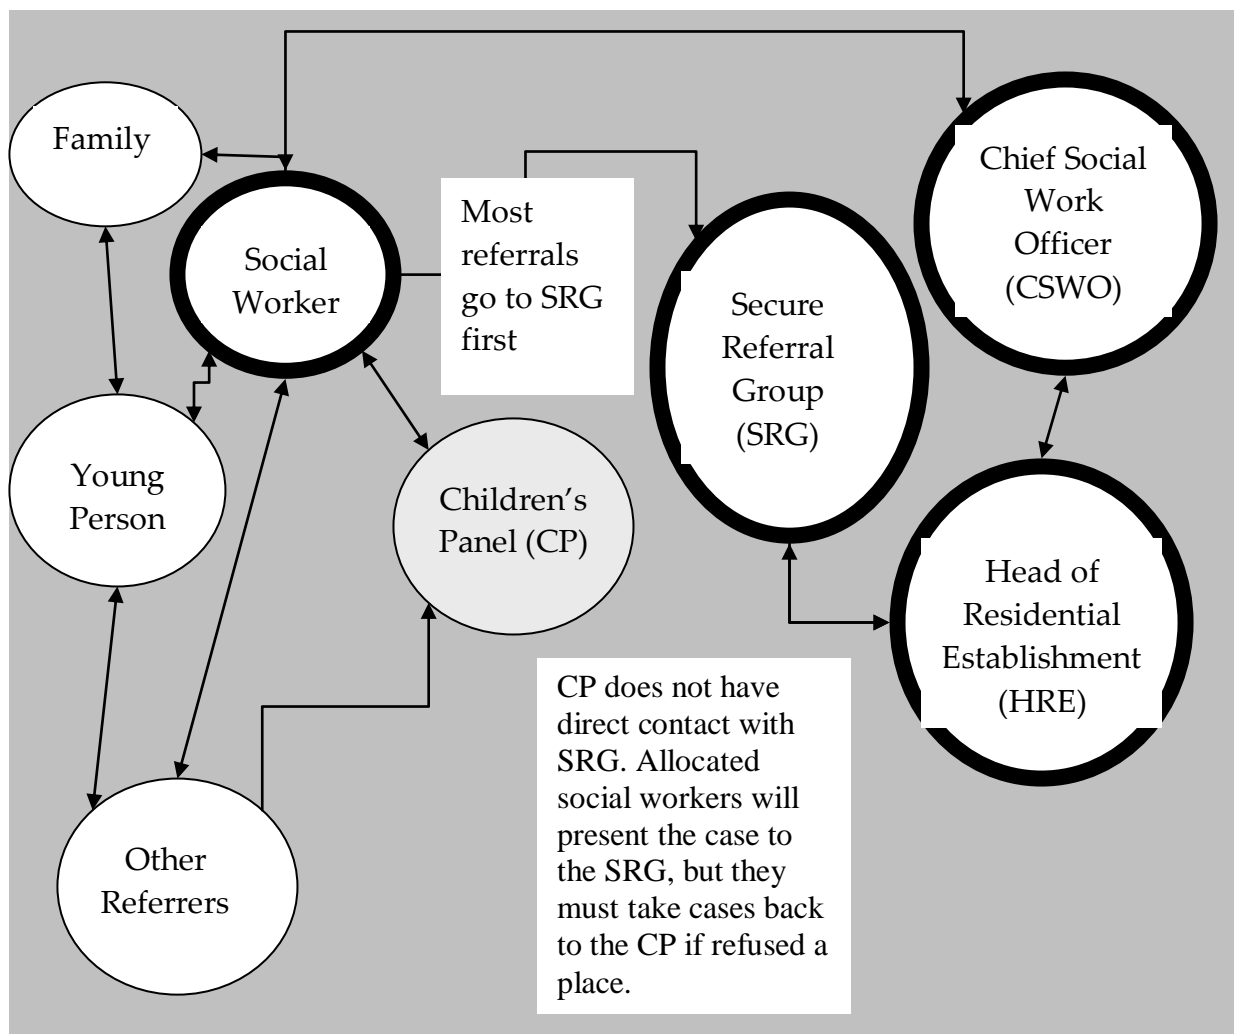 Family
Social
Worker
Most
referrals
go to SRG
first
Chief Social
Work
Officer
(CSWO)
Secure
Referral
Group
(SRG)
Young
Person
Children’s
Panel (CP)
Head of
Residential
Establishment
(HRE)
CP does not have
direct contact with
SRG. Allocated
social workers will
present the case to
the SRG, but they
must take cases back
to the CP if refused a
place.
Other
Referrers